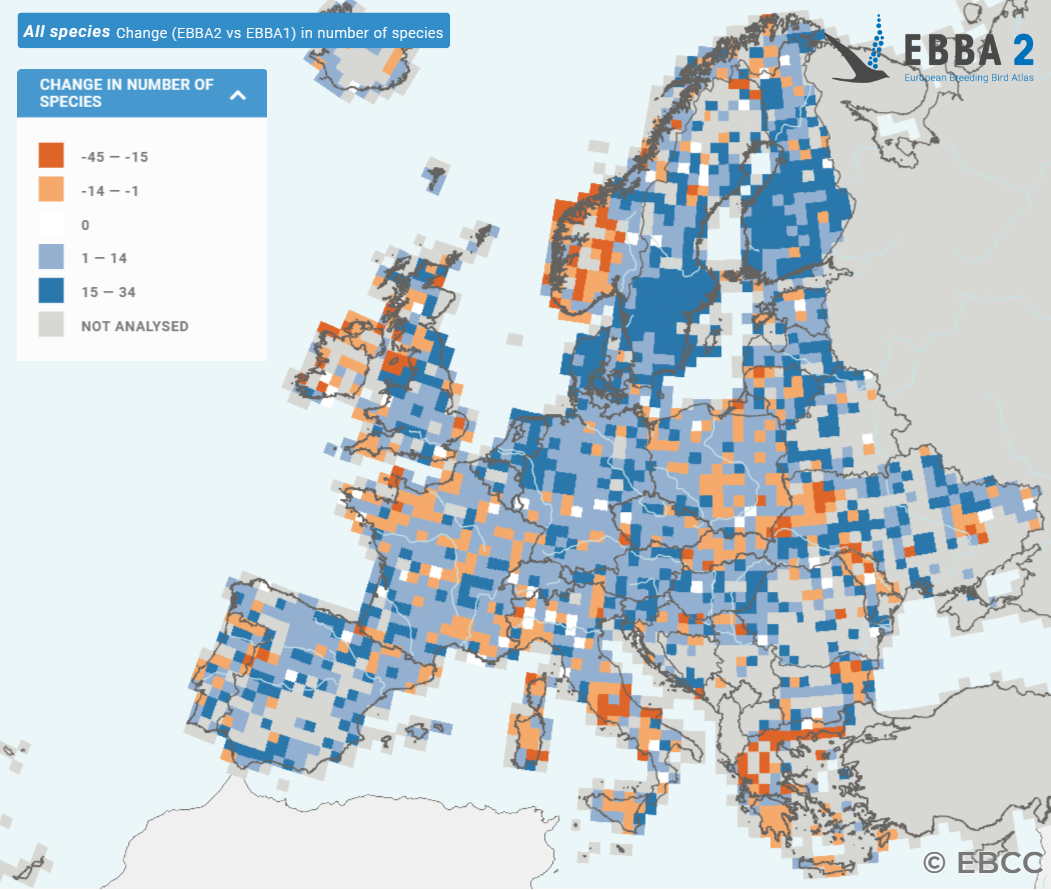 All species Change (EBBA2 vs EBBA1) in number of species
EBBA 2
European Breeding Bird Atlas
CHANGE IN NUMBER OF
SPECIES
-45 — -15
-14 — -1
0
1 — 14
15 — 34
NOT ANALYSED
© EBCC